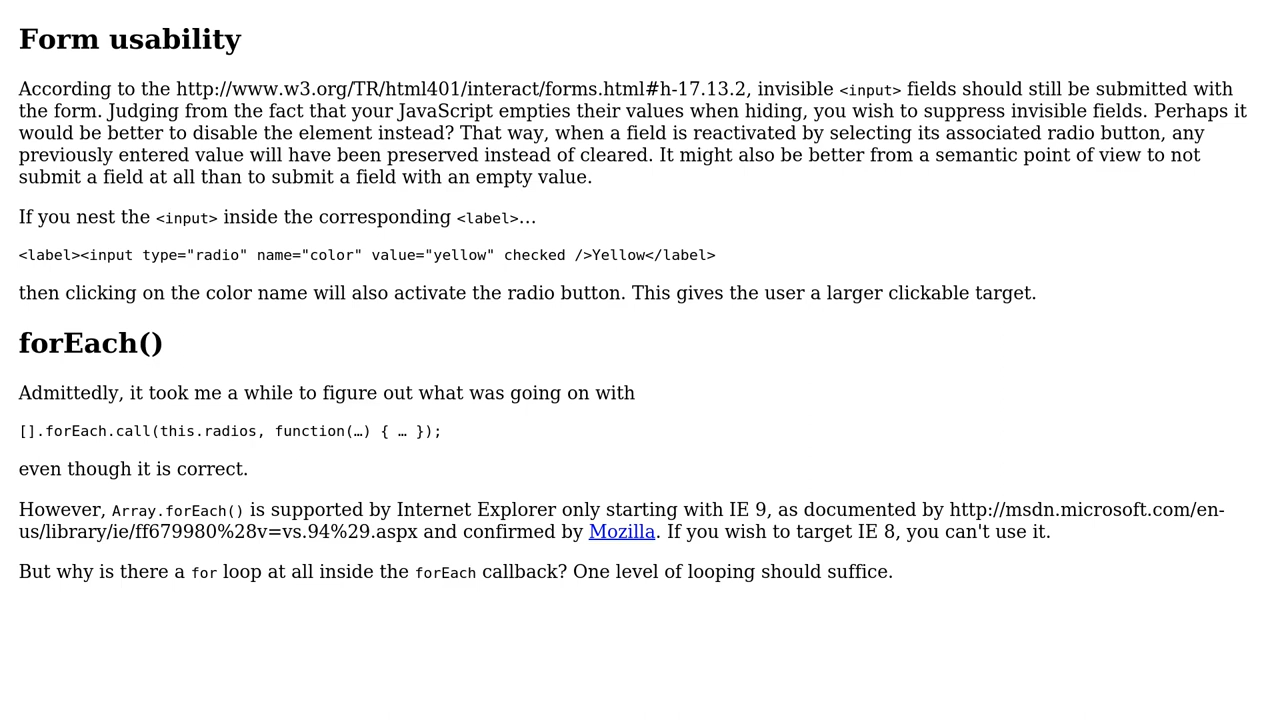 Form usability
According to the http://www.w3.org/TR/html401/interact/forms.html#h-17.13.2, invisible <input> fields should still be submitted with
the form. Judging from the fact that your JavaScript empties their values when hiding, you wish to suppress invisible fields. Perhaps it
would be better to disable the element instead? That way, when a field is reactivated by selecting its associated radio button, any
previously entered value will have been preserved instead of cleared. It might also be better from a semantic point of view to not
submit a field at all than to submit a field with an empty value.
If you nest the <input> inside the corresponding <label>…
<label><input type="radio" name="color" value="yellow" checked />Yellow</label>
then clicking on the color name will also activate the radio button. This gives the user a larger clickable target.
forEach()
Admittedly, it took me a while to figure out what was going on with
[].forEach.call(this.radios, function(…) { … });
even though it is correct.
However, Array.forEach() is supported by Internet Explorer only starting with IE 9, as documented by http://msdn.microsoft.com/en-
us/library/ie/ff679980%28v=vs.94%29.aspx and confirmed by Mozilla. If you wish to target IE 8, you can't use it.
But why is there a for loop at all inside the forEach callback? One level of looping should suffice.